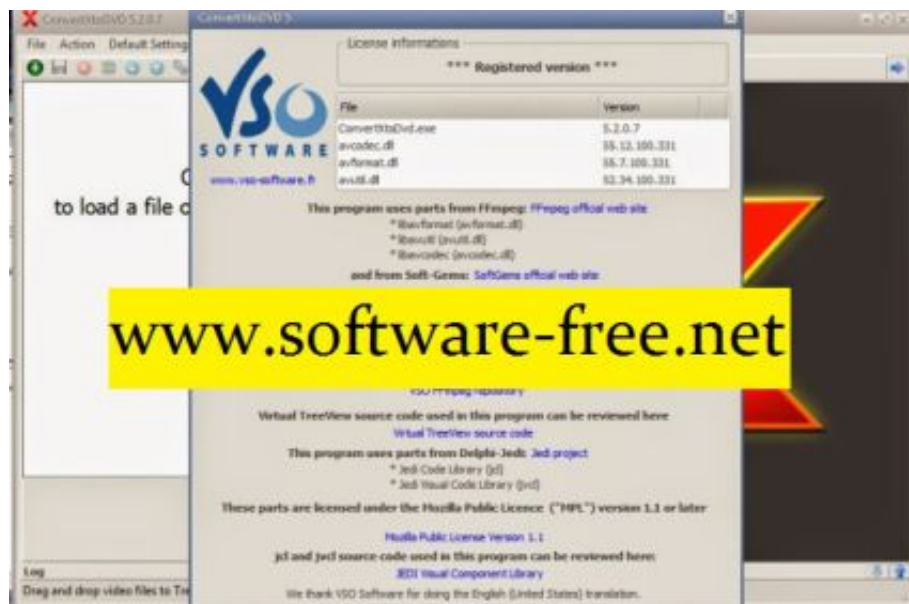 ConvertXtoDVD 5.2.0.7
ConvertXtoDVD 5
File Action Default Setting
License informations
*** Registered version ***
VSO
SOFTWARE
www.vso-software.fr
File Version
ConvertXtoDvd.exe 5.2.0.7
avcodec.dll 55.12.100.331
avformat.dll 55.7.100.331
avutil.dll 52.34.100.331
to load a file
This program uses parts from FFmpeg: FFmpeg offical web site
* libavformat (avformat.dll)
* libavutil (avutil.dll)
* libavcodec (avcodec.dll)
and from Soft-Gems: SoftGems offcial web site
www.software-free.net
VSO FFmpeg repository
Virtual TreeView source code used in this program can be reviewed here
Virtual TreeView source code
This program uses parts from Delphi-Jedi: Jedi project
* Jedi Code Library (jcl)
* Jedi Visual Code Library (jvcl)
These parts are licensed under the Mozilla Public Licence ("MPL") version 1.1 or later
Mozilla Public License Version 1.1
jcl and jvcl source code used in this program can be reviewed here:
JEDI Visual Component Library
We thank VSO Software for doing the English (United States) translation.
Log
Drag and drop video files to